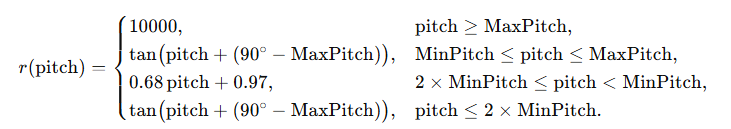 10000, pitch ≥ MaxPitch,
tan(pitch + (90° − MaxPitch)), MinPitch ≤ pitch ≤ MaxPitch,
r(pitch) =
0.68 pitch + 0.97, 2 × MinPitch ≤ pitch < MinPitch,
tan(pitch + (90° − MaxPitch)), pitch ≤ 2 × MinPitch.